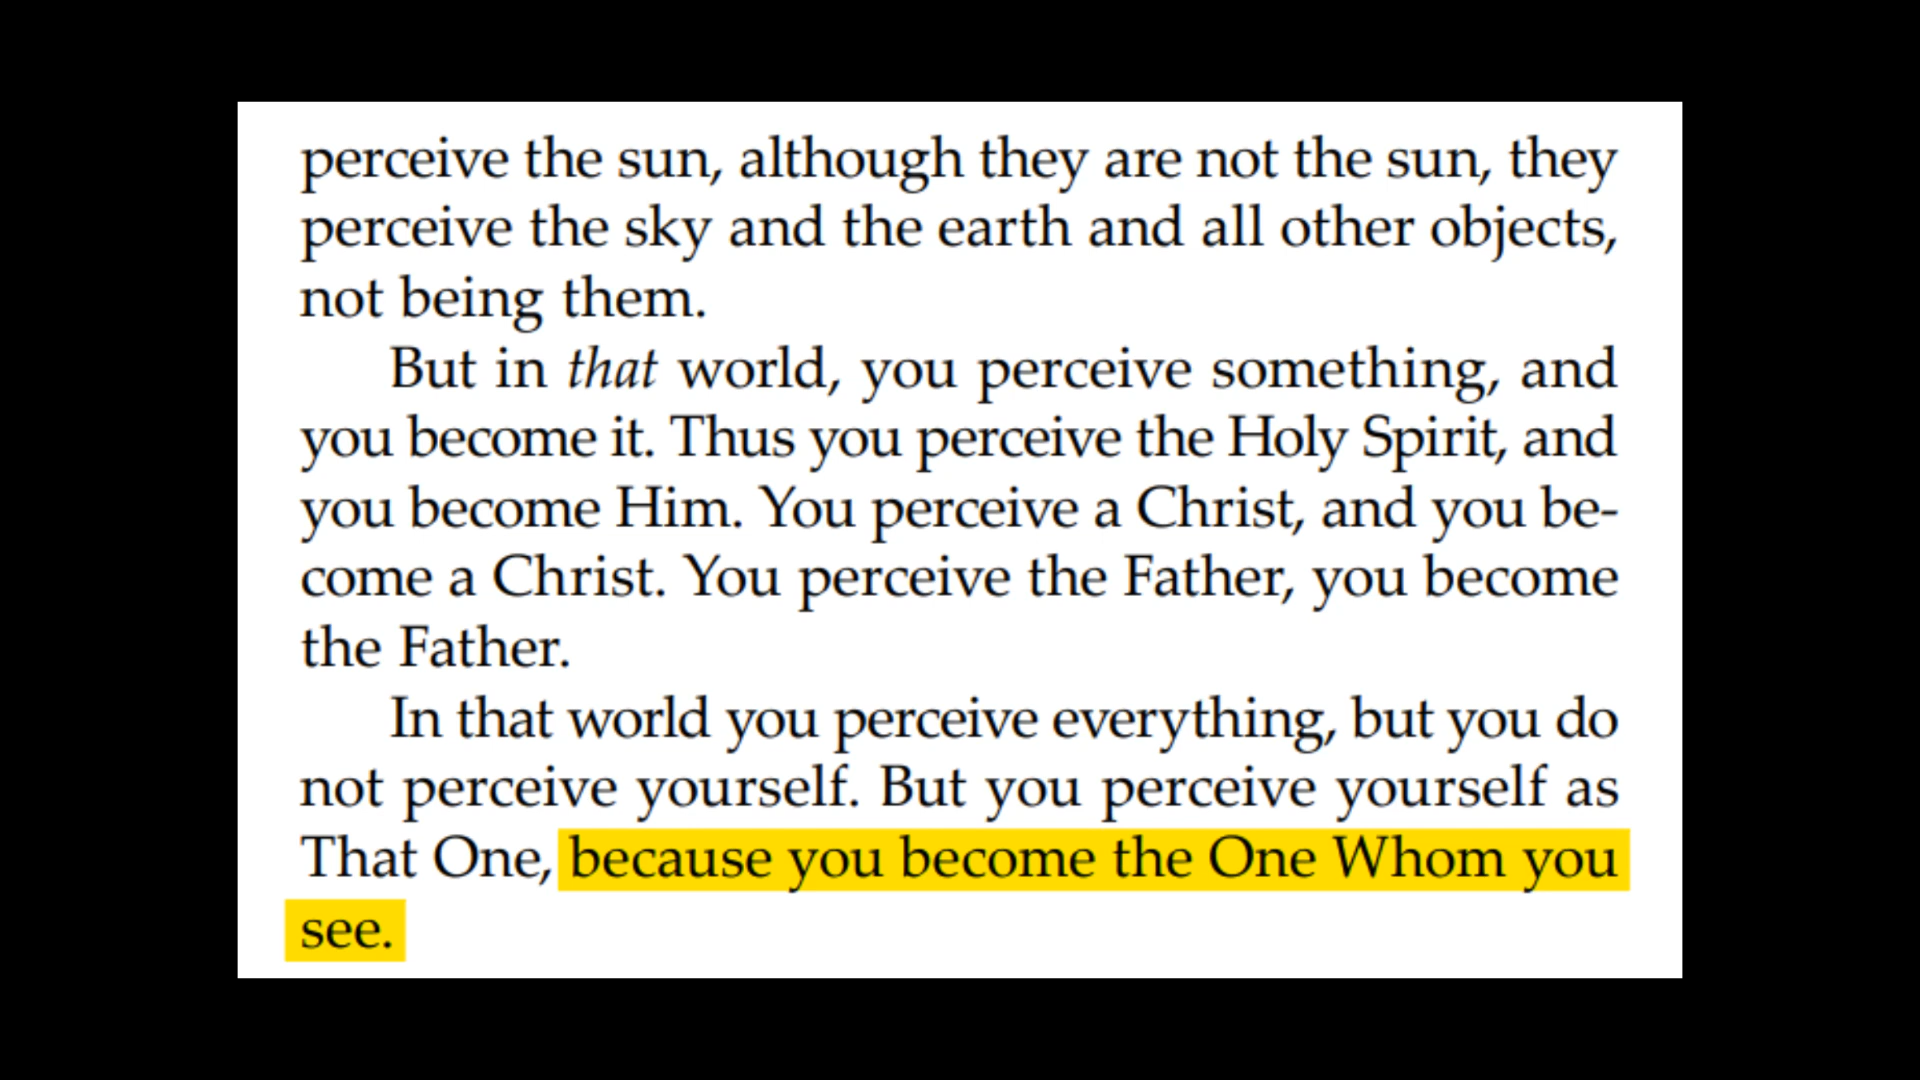 perceive the sun, although they are not the sun, they
perceive the sky and the earth and all other objects,
not being them.
But in that world, you perceive something, and
you become it. Thus you perceive the Holy Spirit, and
you become Him. You perceive a Christ, and you be-
come a Christ. You perceive the Father, you become
the Father.
In that world you perceive everything, but you do
not perceive yourself. But you perceive yourself as
That One, because you become the One Whom you
see.